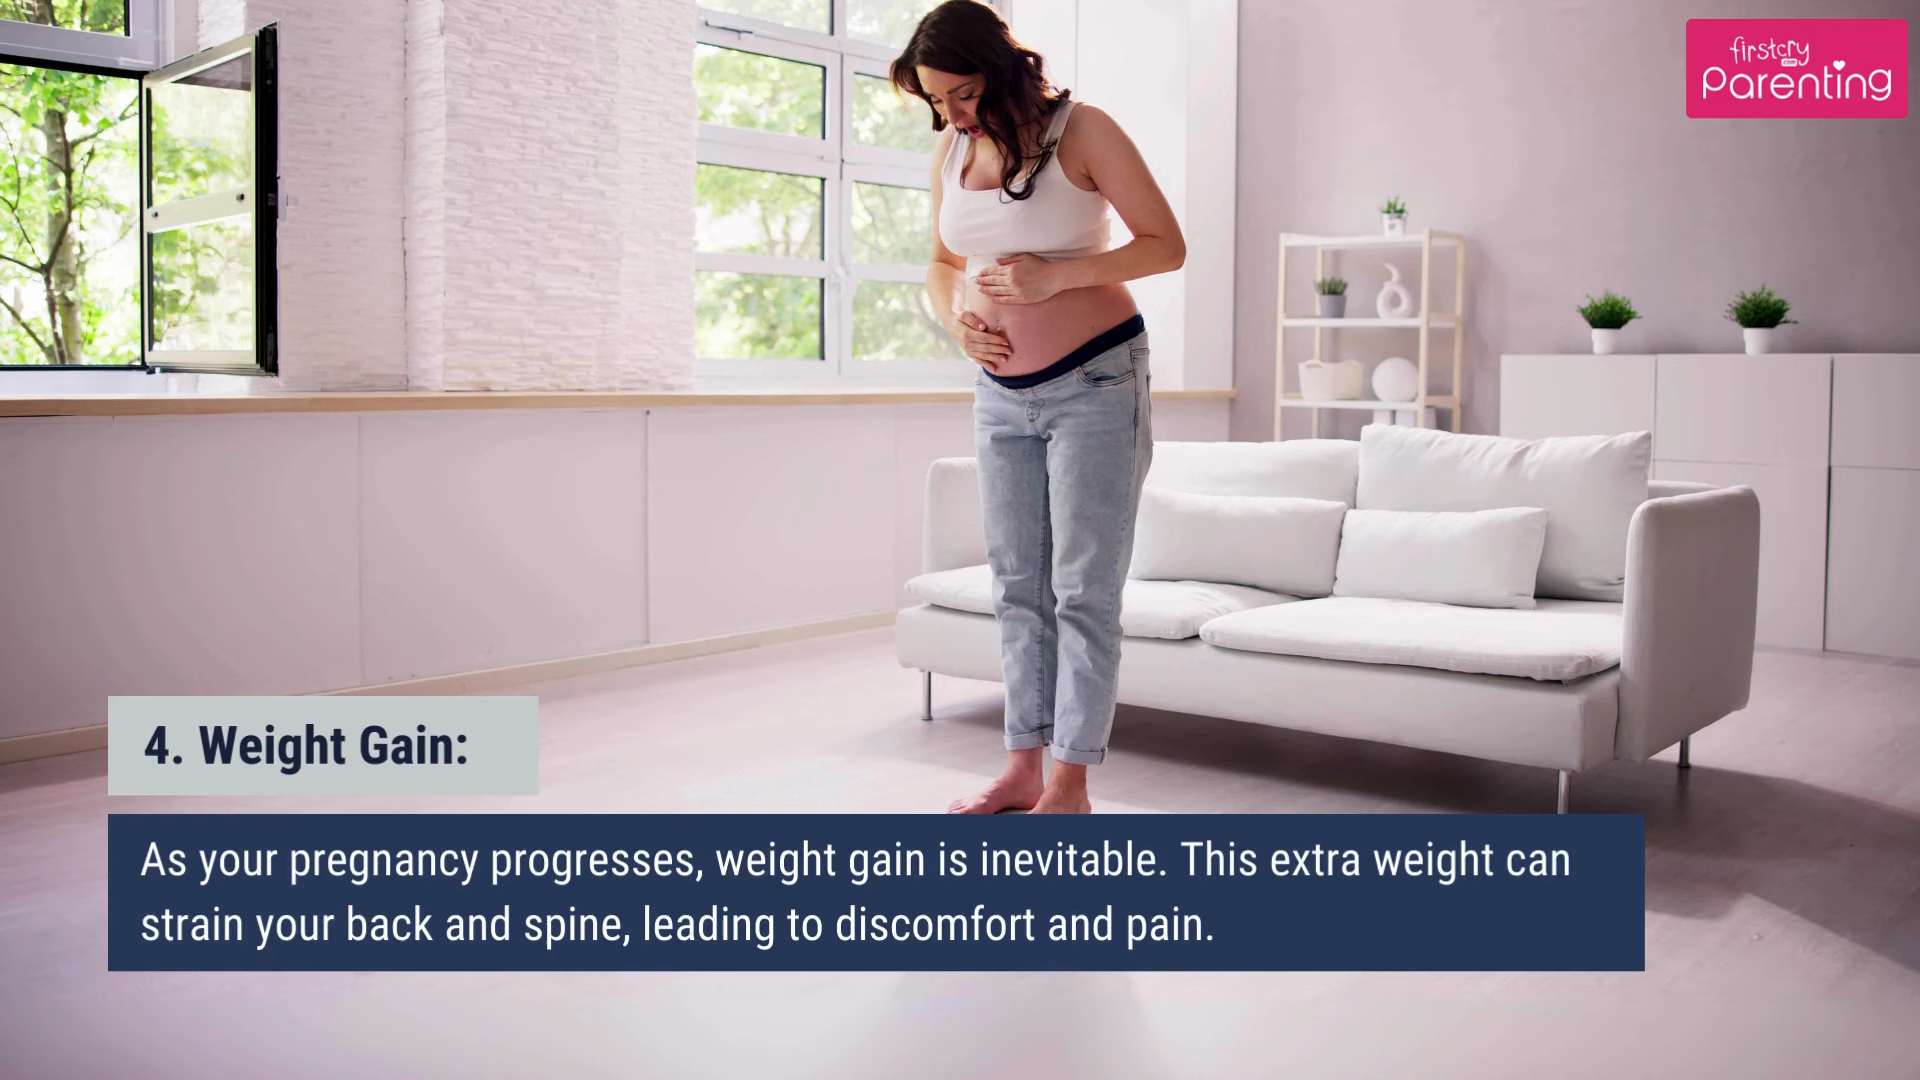 firstcry
.com
Parenting
4. Weight Gain:
As your pregnancy progresses, weight gain is inevitable. This extra weight can
strain your back and spine, leading to discomfort and pain.